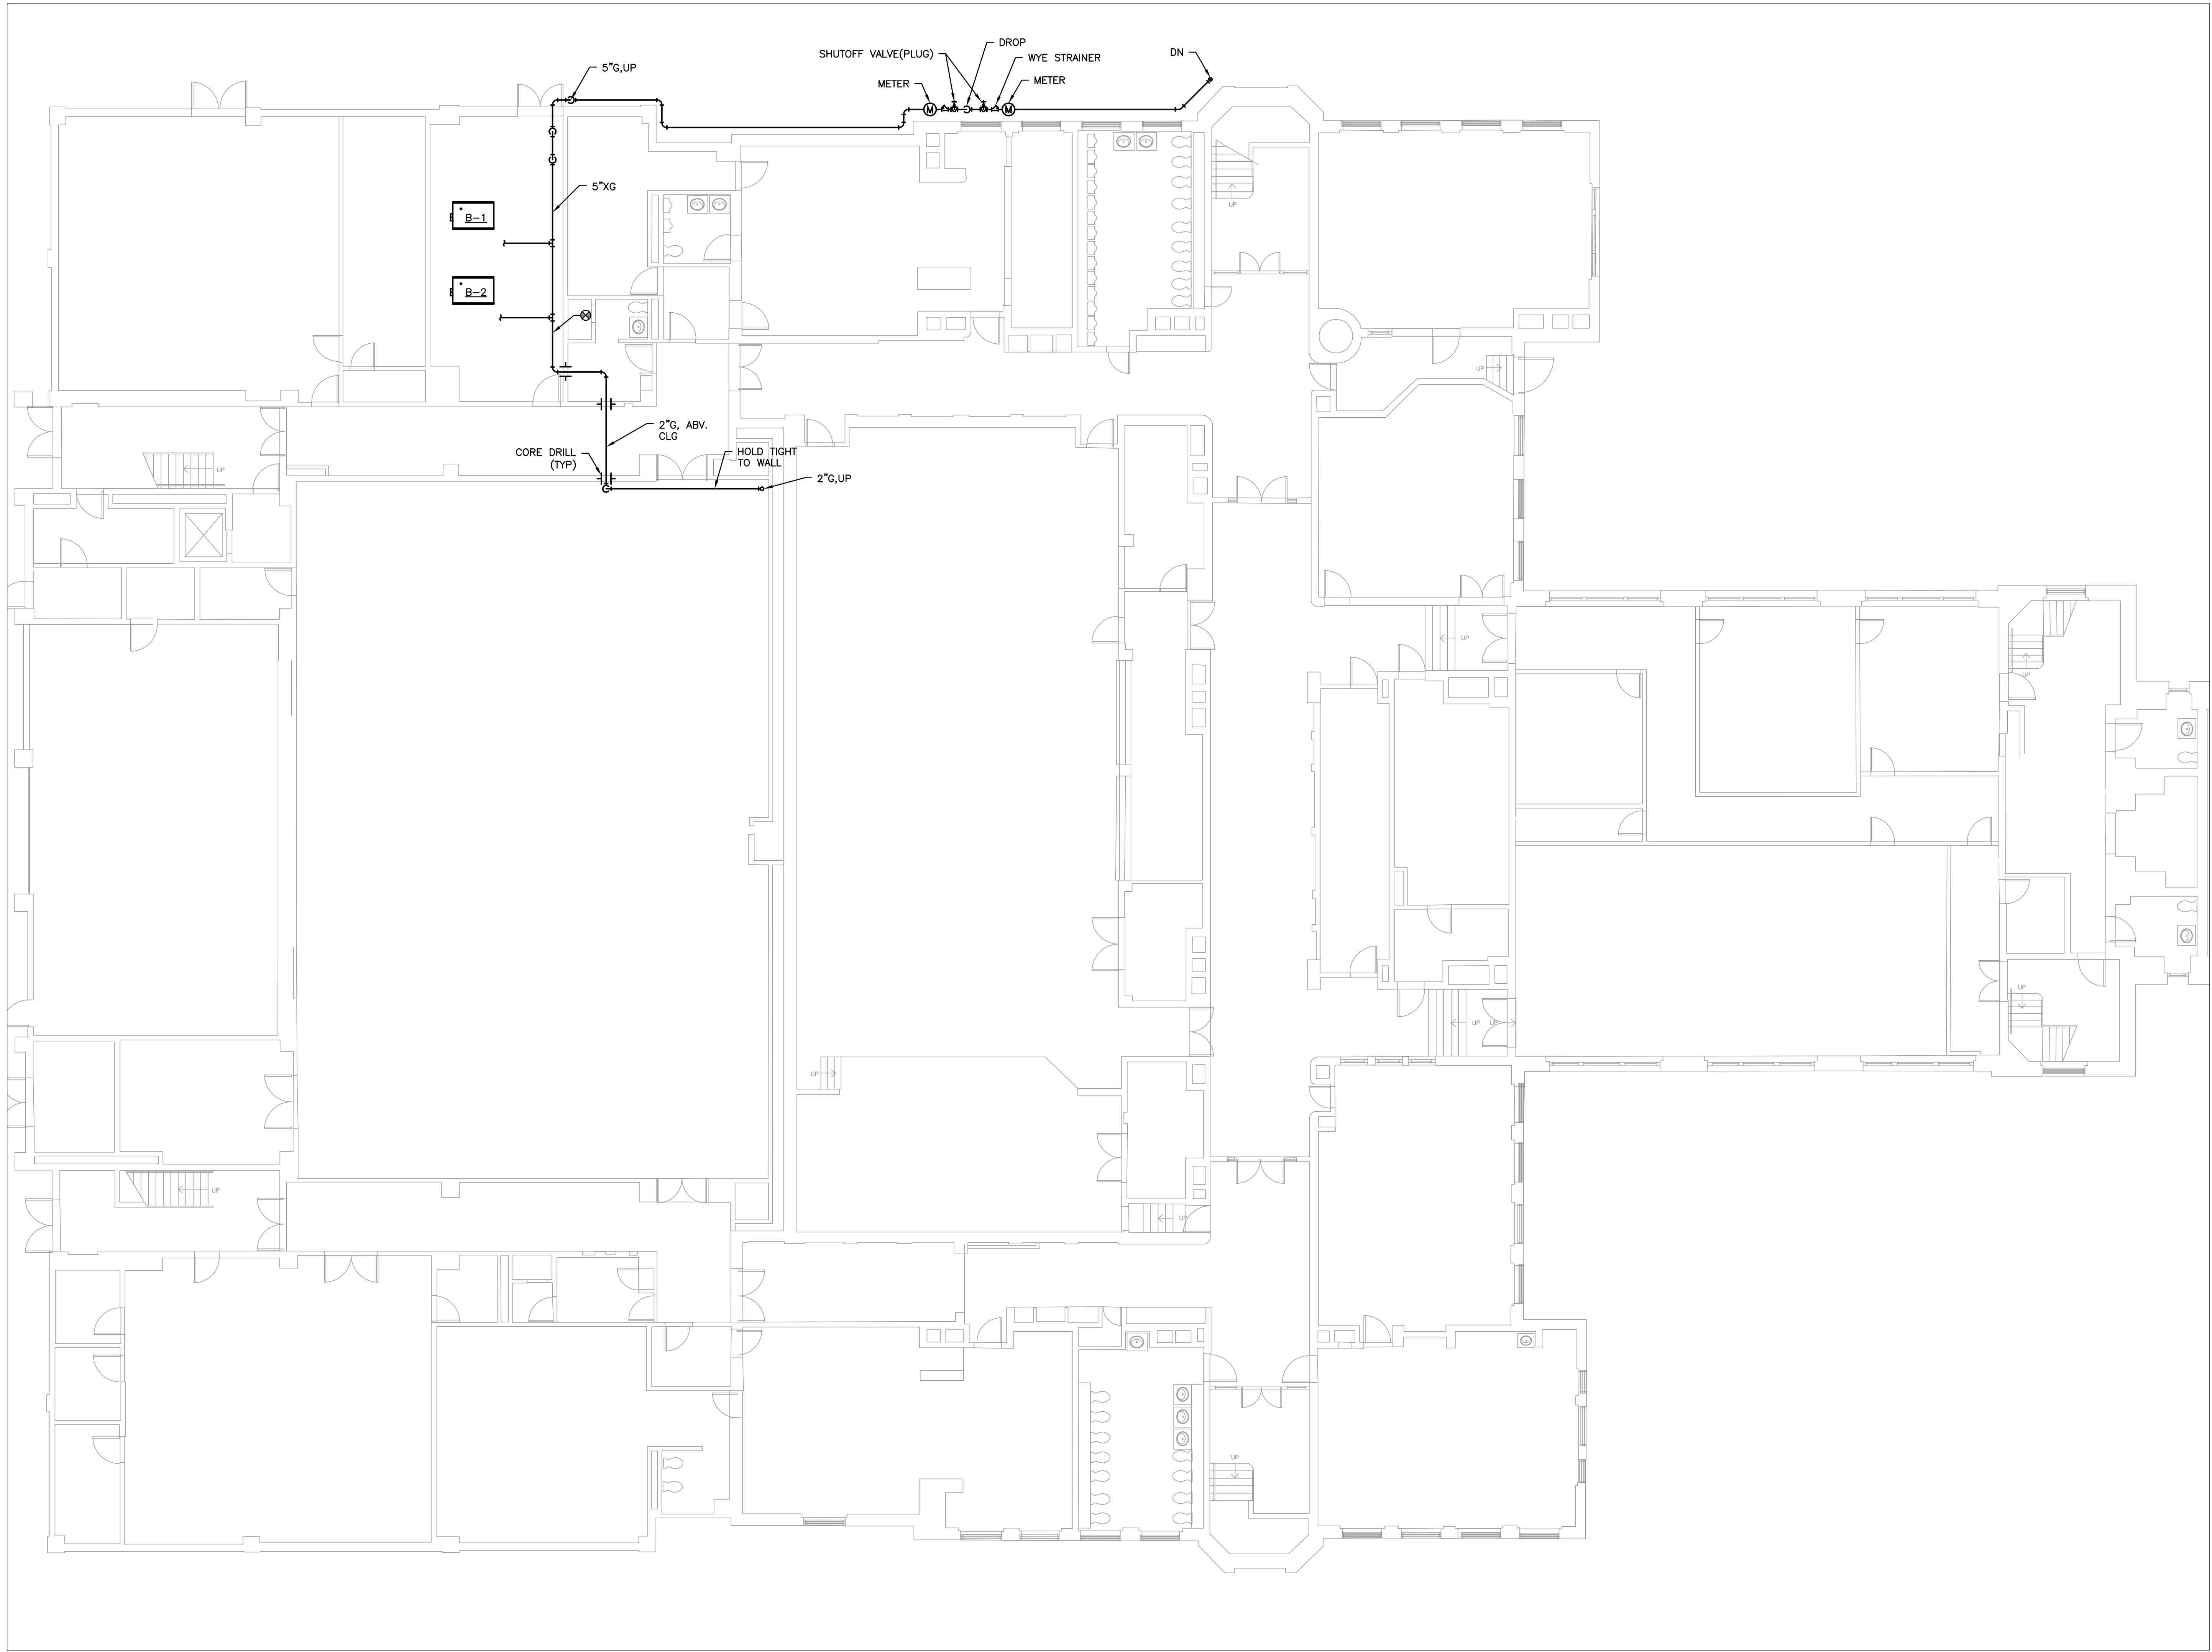 DROP
SHUTOFF VALVE(PLUG)
WYE STRAINER
DN
5"G,UP
METER
METER
M
M
5"XG
B-1
UP
B-2
UP
2"G, ABV.
CLG
CORE DRILL
(TYP)
HOLD TIGHT
TO WALL
UP
2"G,UP
UP
UP
UP
UP
UP
UP
UP
UP
UP
UP